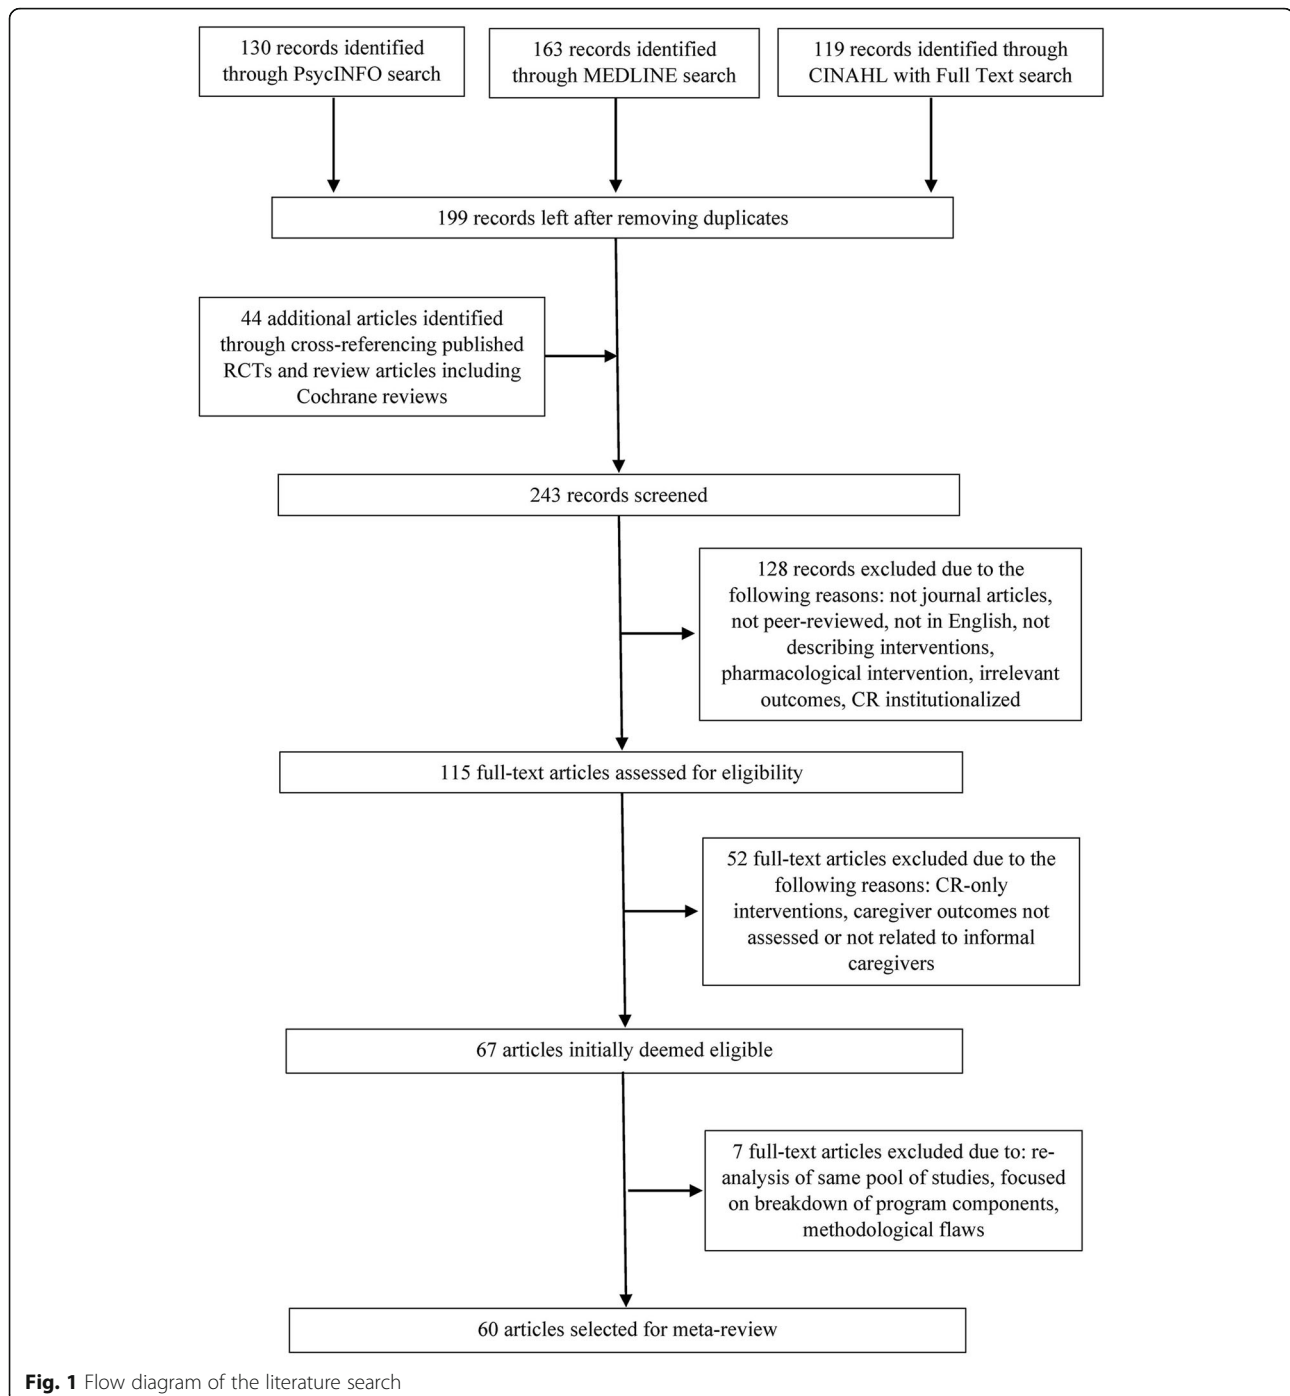 130 records identified
through PsycINFO search
163 records identified
through MEDLINE search
119 records identified through
CINAHL with Full Text search
199 records left after removing duplicates
44 additional articles identified
through cross-referencing published
RCTs and review articles including
Cochrane reviews
243 records screened
128 records excluded due to the
following reasons: not journal articles,
not peer-reviewed, not in English, not
describing interventions,
pharmacological intervention, irrelevant
outcomes, CR institutionalized
115 full-text articles assessed for eligibility
52 full-text articles excluded due to the
following reasons: CR-only
interventions, caregiver outcomes not
assessed or not related to informal
caregivers
67 articles initially deemed eligible
7 full-text articles excluded due to: re-
analysis of same pool of studies, focused
on breakdown of program components,
methodological flaws
60 articles selected for meta-review
Fig. 1 Flow diagram of the literature search